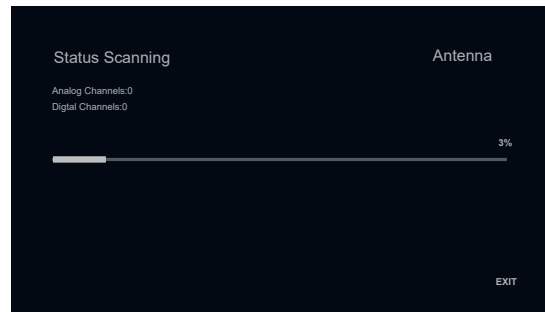 Status Scanning
Antenna
Analog Channels:0
Digtal Channels:0
3%
EXIT